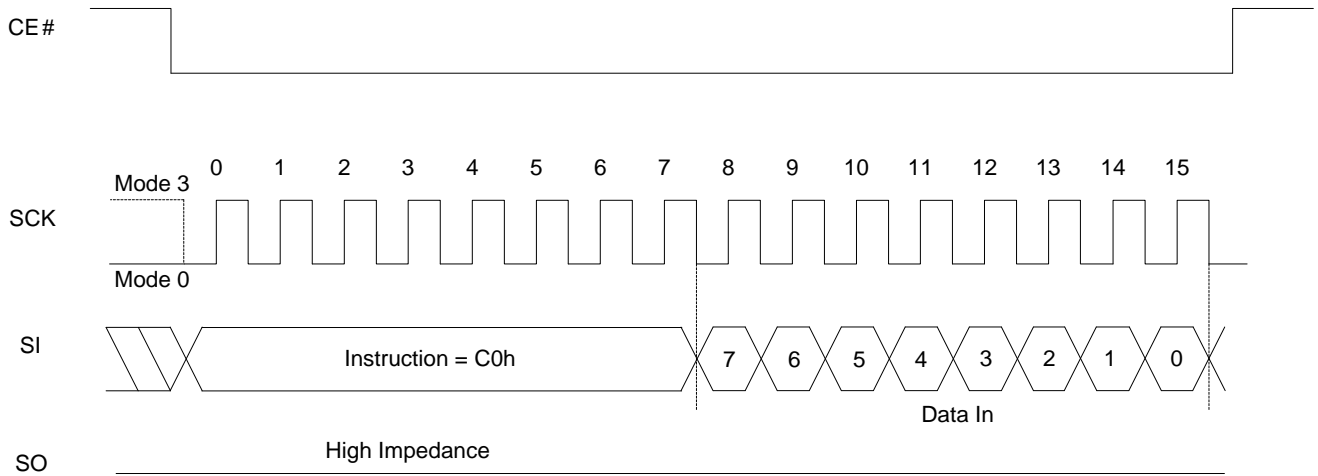 CE#
0 1 2 3 4 5 6 7 8 9 10 11 12 13 14 15
Mode 3
SCK
Mode 0
SI
Instruction = C0h
7 6 5 4 3 2 1 0
Data In
High Impedance
SO